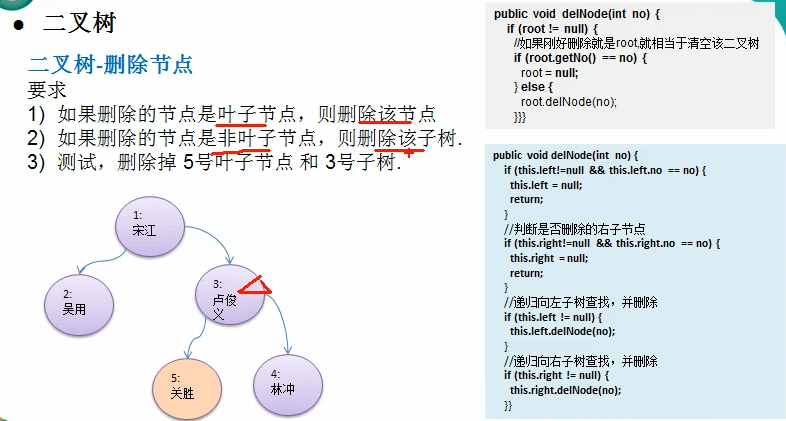 ● 二叉树
二叉树-删除节点
要求
1) 如果删除的节点是叶子节点，则删除该节点
2) 如果删除的节点是非叶子节点，则删除该子树.
3) 测试，删除掉 5号叶子节点 和 3号子树.
1:
宋江
2:
吴用
3:
卢俊
义
5:
关胜
4:
林冲
public void delNode(int no) {
if (root != null) {
//如果刚好删除就是root,就相当于清空该二叉树
if (root.getNo() == no) {
root = null;
} else {
root.delNode(no);
}}}
public void delNode(int no) {
if (this.left!=null && this.left.no == no) {
this.left = null;
return;
}
//判断是否删除的右子节点
if (this.right!=null && this.right.no == no) {
this.right = null;
return;
}
//递归向左子树查找，并删除
if (this.left != null) {
this.left.delNode(no);
}
//递归向右子树查找，并删除
if (this.right != null) {
this.right.delNode(no);
}}